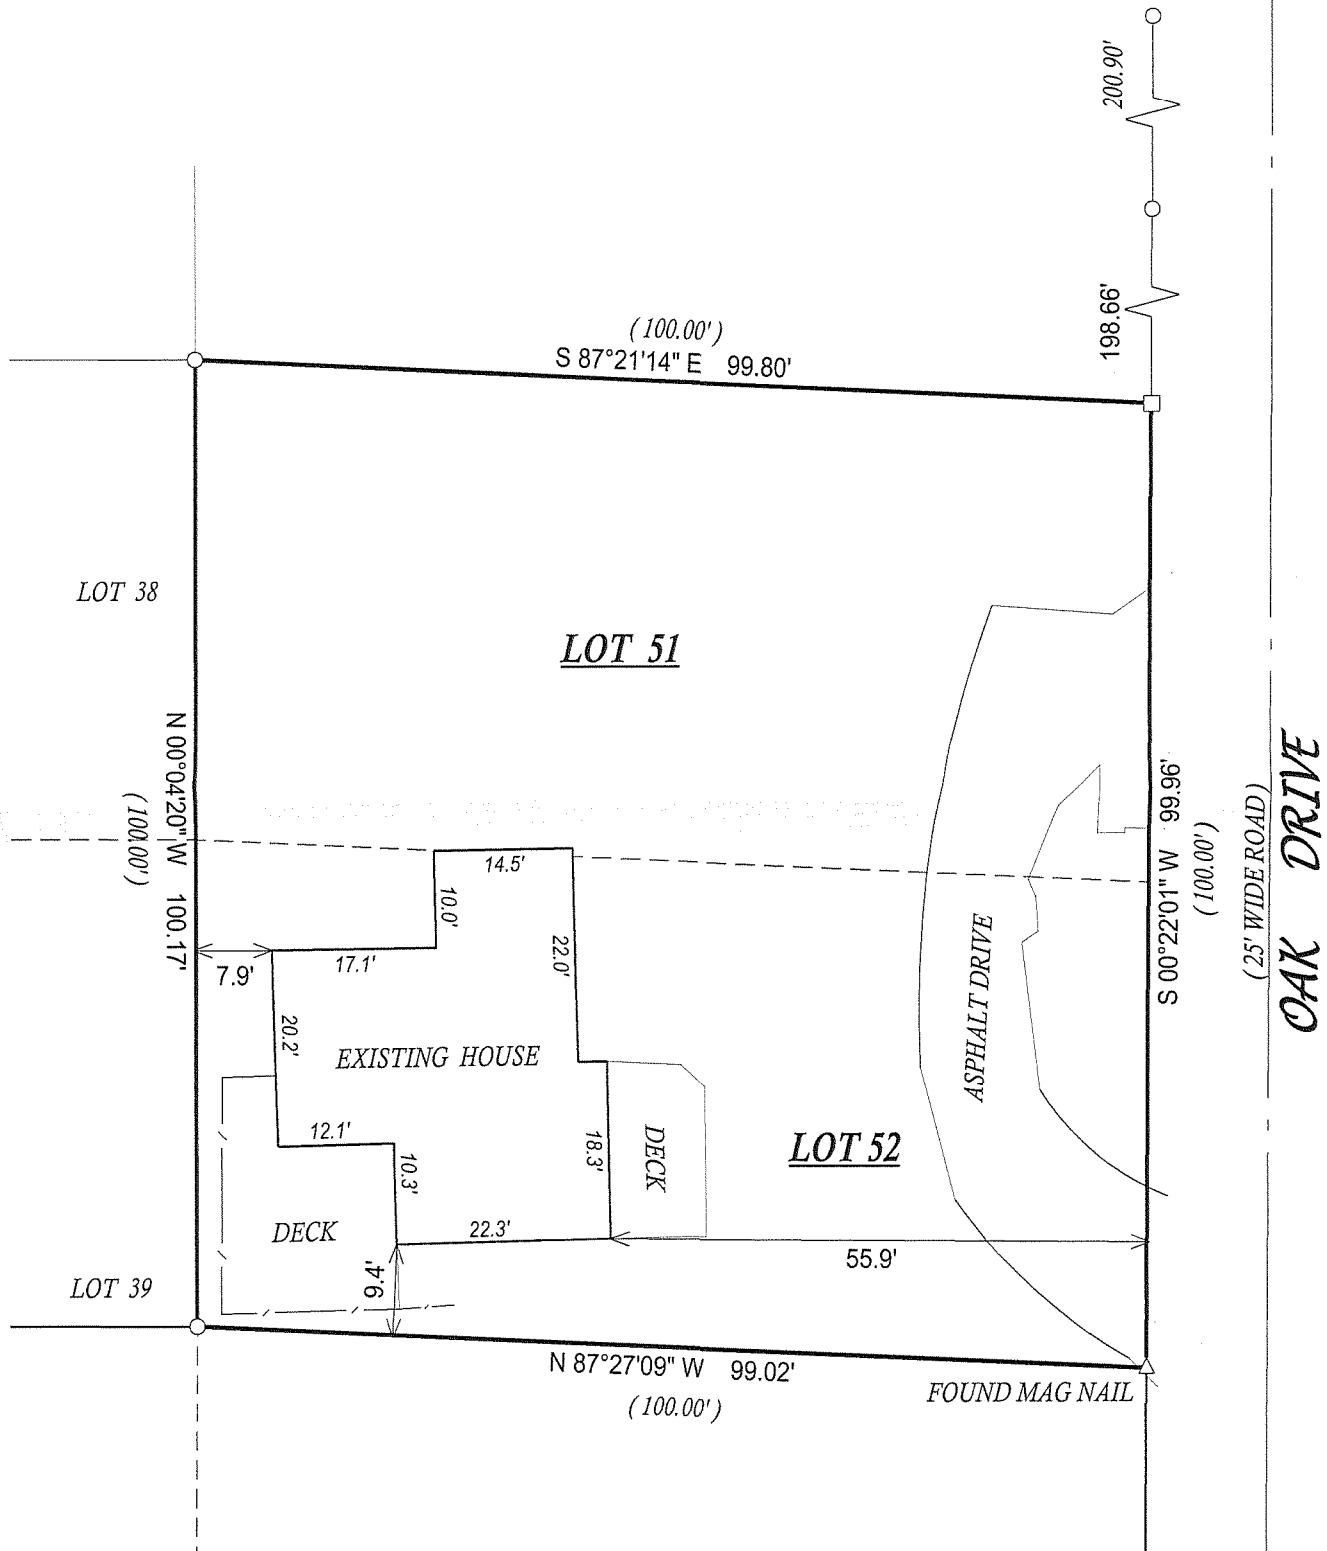 200.90'
198.66'
( 100.00' )
S 87°21'14" E 99.80'
LOT 38
LOT 51
N 00°04'20" W 100.17'
( 100.00' )
S 00°22'01" W 99.96'
( 100.00' )
( 25' WIDE ROAD )
OAK DRIVE
14.5'
10.0'
22.0'
17.1'
7.9'
20.2'
EXISTING HOUSE
ASPHALT DRIVE
12.1'
10.3'
18.3'
DECK
LOT 52
DECK
22.3'
55.9'
9.4'
LOT 39
N 87°27'09" W 99.02'
( 100.00' )
FOUND MAG NAIL